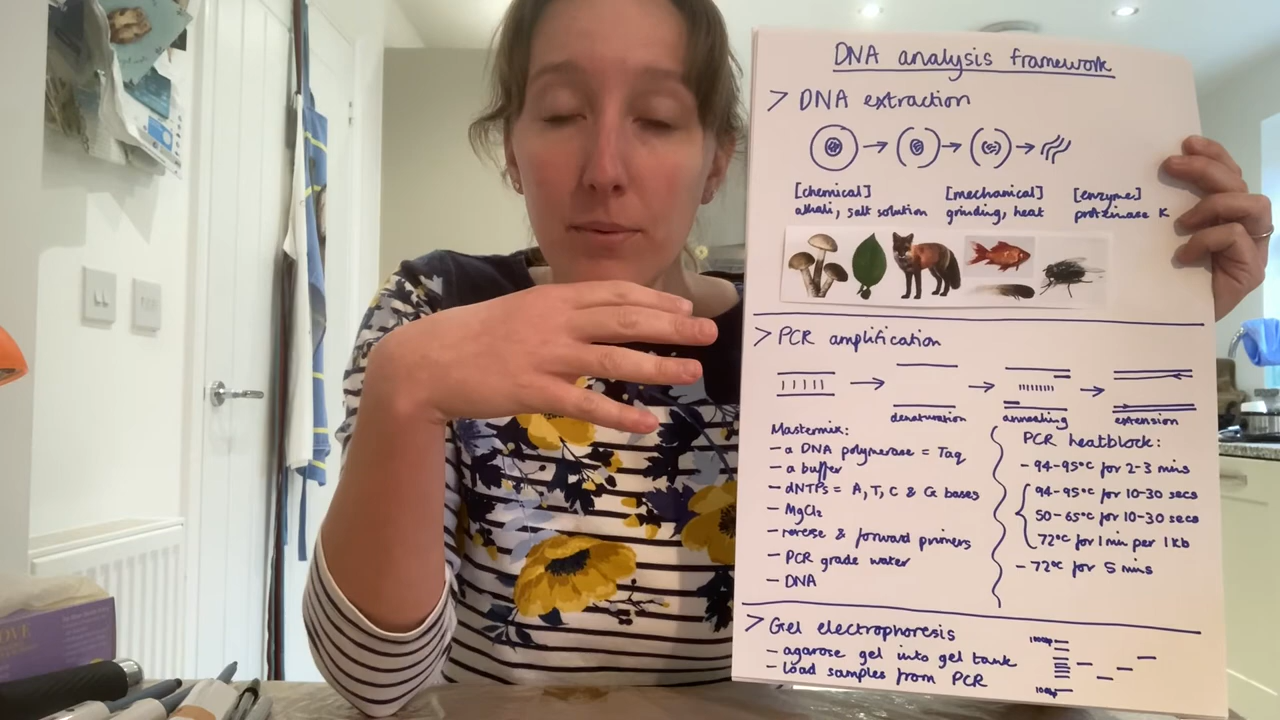 DNA analysis framework
> DNA extraction
[chemical] [mechanical] [enzyme]
alkali, salt solution grinding, heat proteinase K
> PCR amplification
denaturation annealing extension
Mastermix:
- a DNA polymerase = Taq
- a buffer
- dNTPs = A, T, C & G bases
- MgCl2
- reverse & forward primers
- PCR grade water
- DNA
PCR heatblock:
- 94-95°C for 2-3 mins
94-95°C for 10-30 secs
50-65°C for 10-30 secs
72°C for 1 min per 1kb
- 72°C for 5 mins
> Gel electrophoresis
- agarose gel into gel tank
- load samples from PCR
100bp